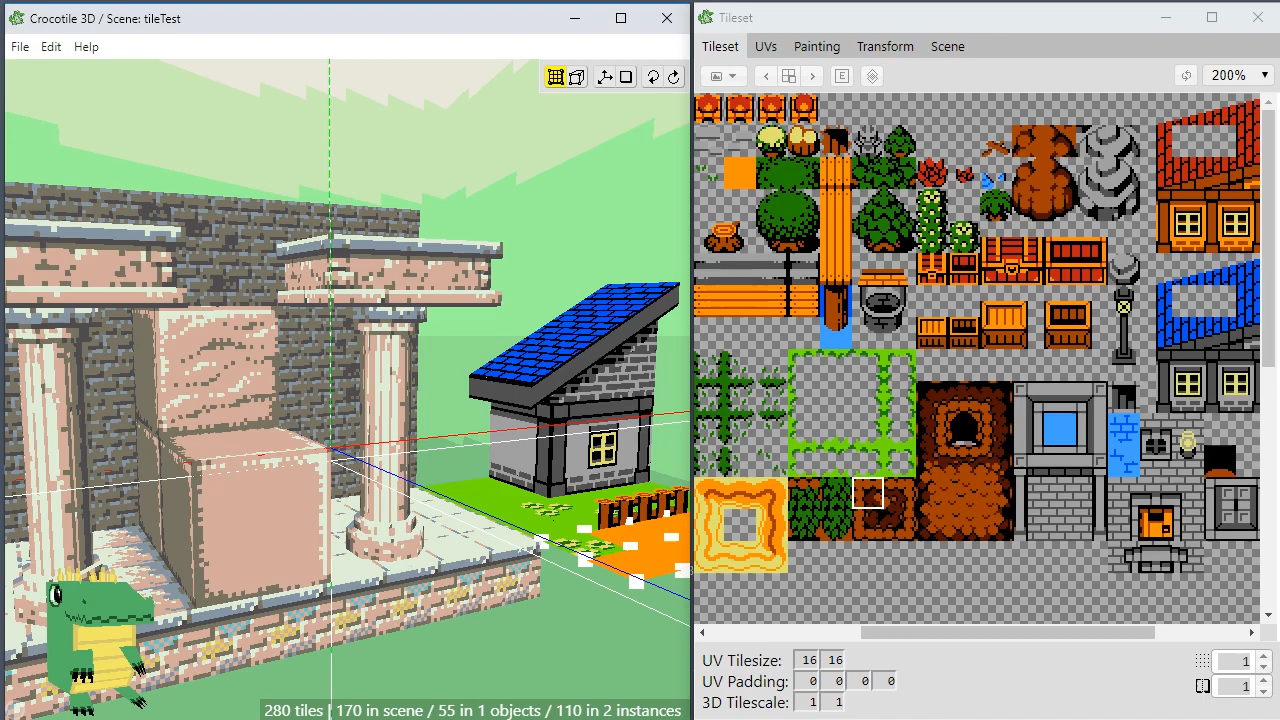 Crocotile 3D / Scene: tileTest
File Edit Help
280 tiles | 170 in scene / 55 in 1 objects / 110 in 2 instances
Tileset
Tileset UVs Painting Transform Scene
E
200%
UV Tilesize: 16 16
1
UV Padding: 0 0 0 0
1
3D Tilescale: 1 1